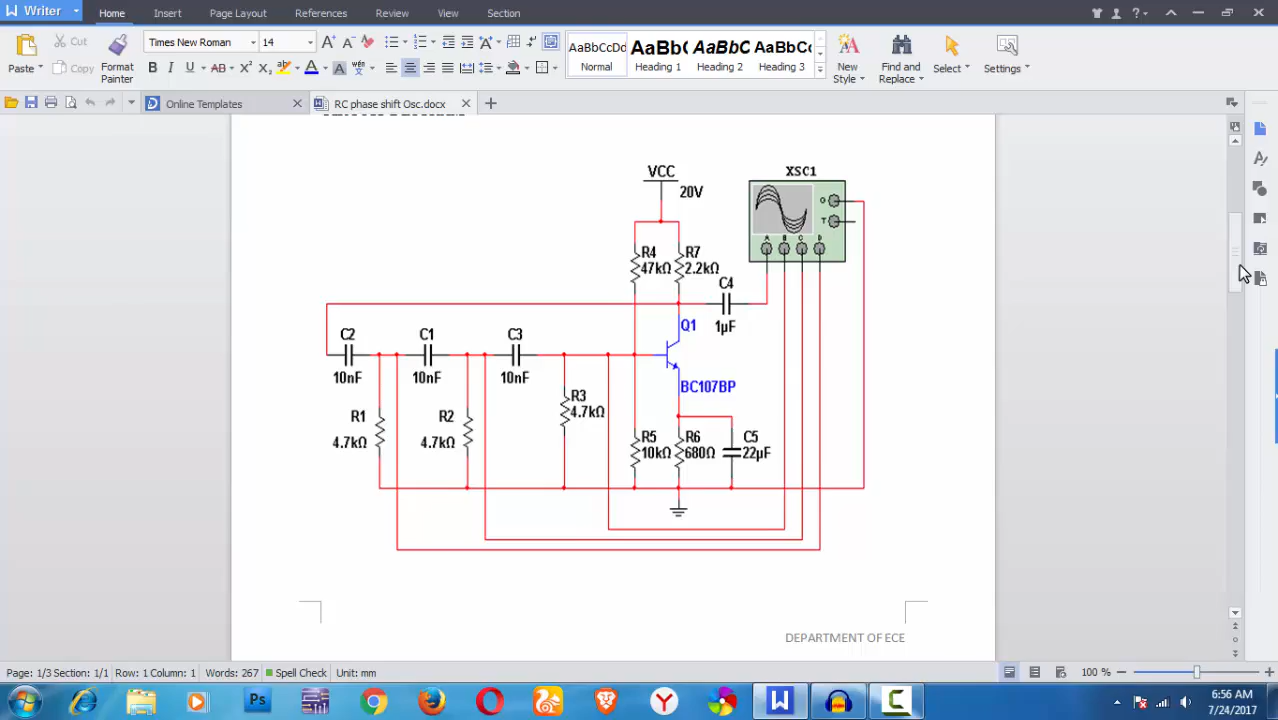 Writer
Home
Insert
Page Layout
References
Review
View
Section
Paste
Cut
Copy
Format Painter
Times New Roman
14
AaBbCcDd
Normal
AaBbC
Heading 1
AaBbC
Heading 2
AaBbC
Heading 3
New Style
Find and Replace
Select
Settings
Online Templates
RC phase shift Osc.docx
VCC
20V
XSC1
G
T
A B C D
R4
47kΩ
R7
2.2kΩ
C4
1µF
Q1
BC107BP
C2
10nF
C1
10nF
C3
10nF
R1
4.7kΩ
R2
4.7kΩ
R3
4.7kΩ
R5
10kΩ
R6
680Ω
C5
22µF
DEPARTMENT OF ECE
Page: 1/3 Section: 1/1 Row: 1 Column: 1 Words: 267 Spell Check Unit: mm
100 %
6:56 AM
7/24/2017